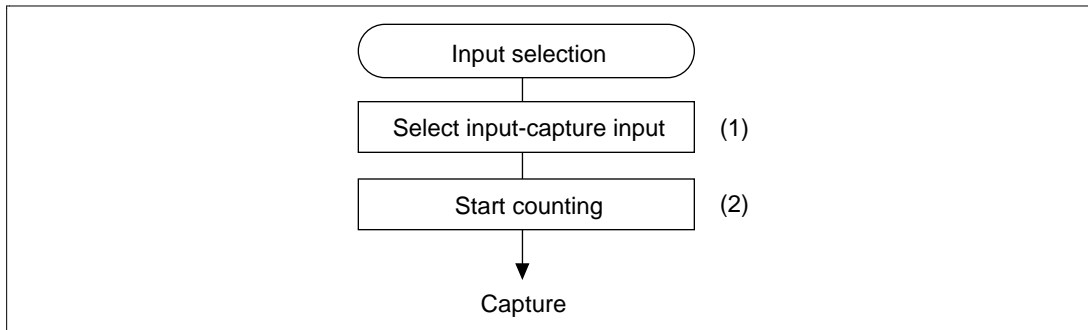 Input selection
Select input-capture input (1)
Start counting (2)
Capture